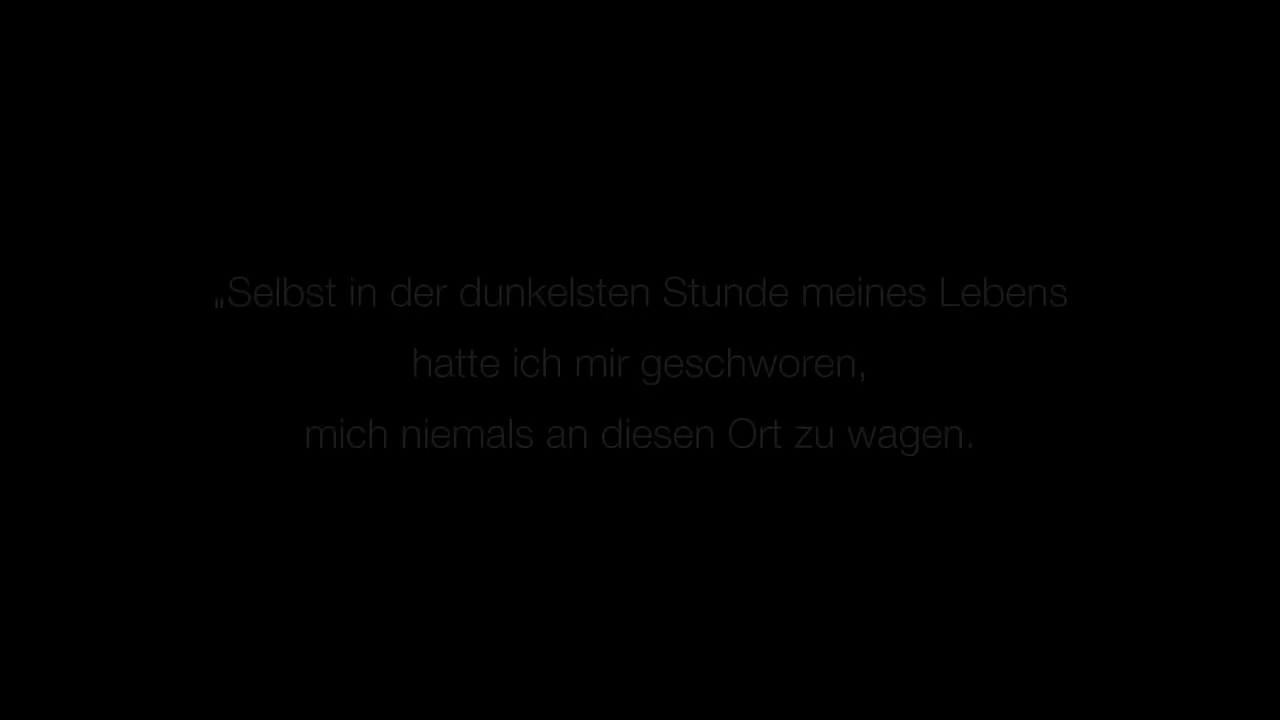 „Selbst in der dunkelsten Stunde meines Lebens
hatte ich mir geschworen,
mich niemals an diesen Ort zu wagen.